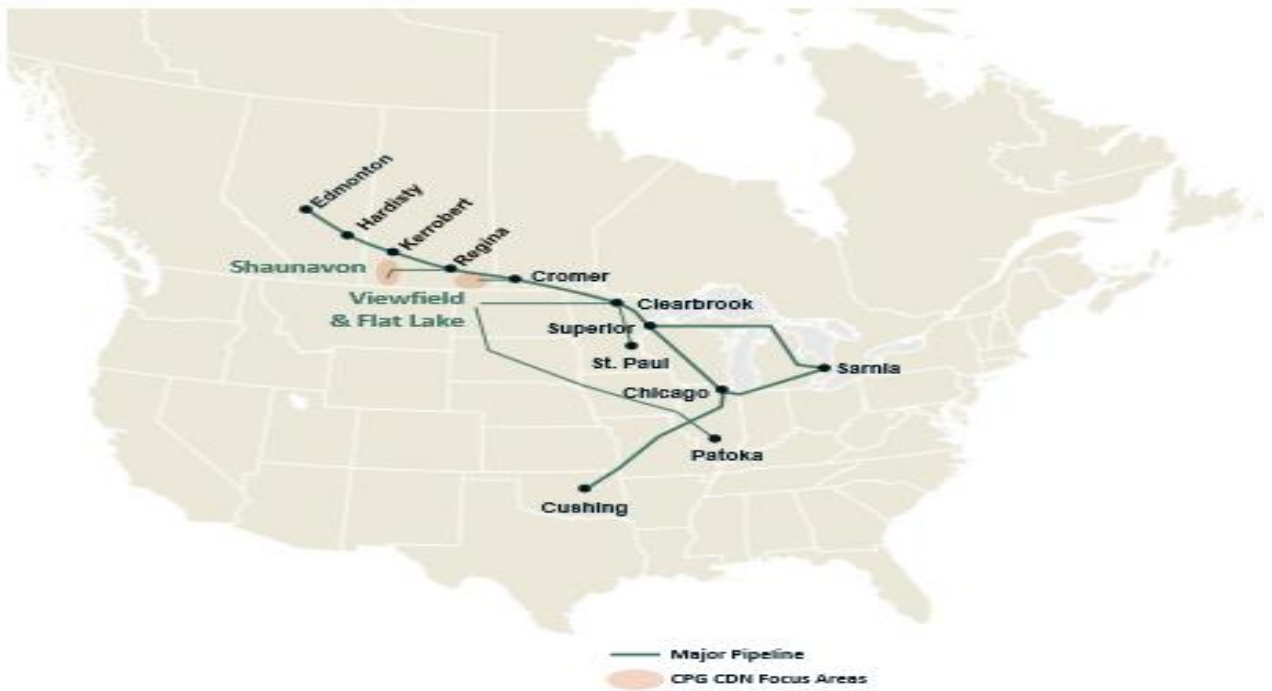 Edmonton
Hardisty
Kerrobert
Regina
Shaunavon
Cromer
Viewfield
& Flat Lake
Clearbrook
Superior
St. Paul
Sarnia
Chicago
Patoka
Cushing
Major Pipeline
CPG CDN Focus Areas